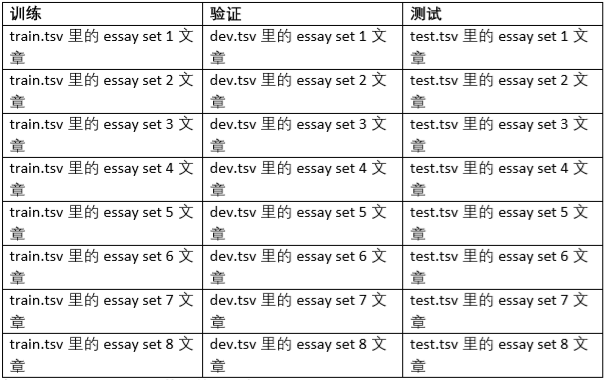 训练 验证 测试
train.tsv 里的 essay set 1 文 dev.tsv 里的 essay set 1 文 test.tsv 里的 essay set 1 文
章 章 章
train.tsv 里的 essay set 2 文 dev.tsv 里的 essay set 2 文 test.tsv 里的 essay set 2 文
章 章 章
train.tsv 里的 essay set 3 文 dev.tsv 里的 essay set 3 文 test.tsv 里的 essay set 3 文
章 章 章
train.tsv 里的 essay set 4 文 dev.tsv 里的 essay set 4 文 test.tsv 里的 essay set 4 文
章 章 章
train.tsv 里的 essay set 5 文 dev.tsv 里的 essay set 5 文 test.tsv 里的 essay set 5 文
章 章 章
train.tsv 里的 essay set 6 文 dev.tsv 里的 essay set 6 文 test.tsv 里的 essay set 6 文
章 章 章
train.tsv 里的 essay set 7 文 dev.tsv 里的 essay set 7 文 test.tsv 里的 essay set 7 文
章 章 章
train.tsv 里的 essay set 8 文 dev.tsv 里的 essay set 8 文 test.tsv 里的 essay set 8 文
章 章 章